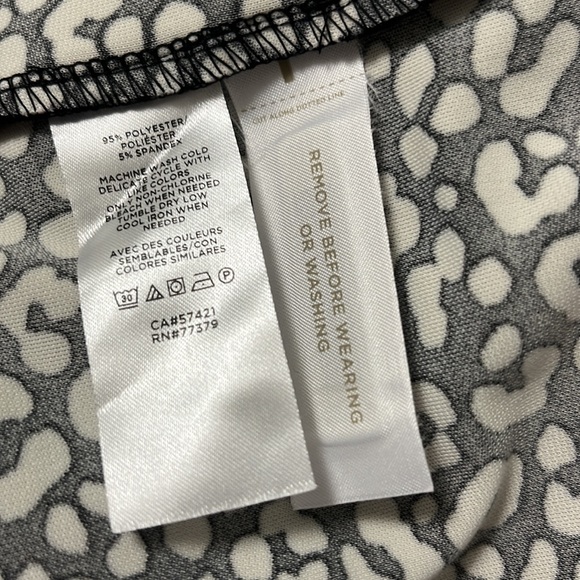 95% POLYESTER/
POLIÉSTER
5% SPANDEX
MACHINE WASH COLD
DELICATE CYCLE WITH
LIKE COLORS
ONLY NON-CHLORINE
BLEACH WHEN NEEDED
TUMBLE DRY LOW
COOL IRON WHEN
NEEDED
AVEC DES COULEURS
SEMBLABLES/CON
COLORES SIMILARES
30
P
CA#57421
RN#77379
CUT ALONG DOTTED LINE
REMOVE BEFORE WEARING
OR WASHING